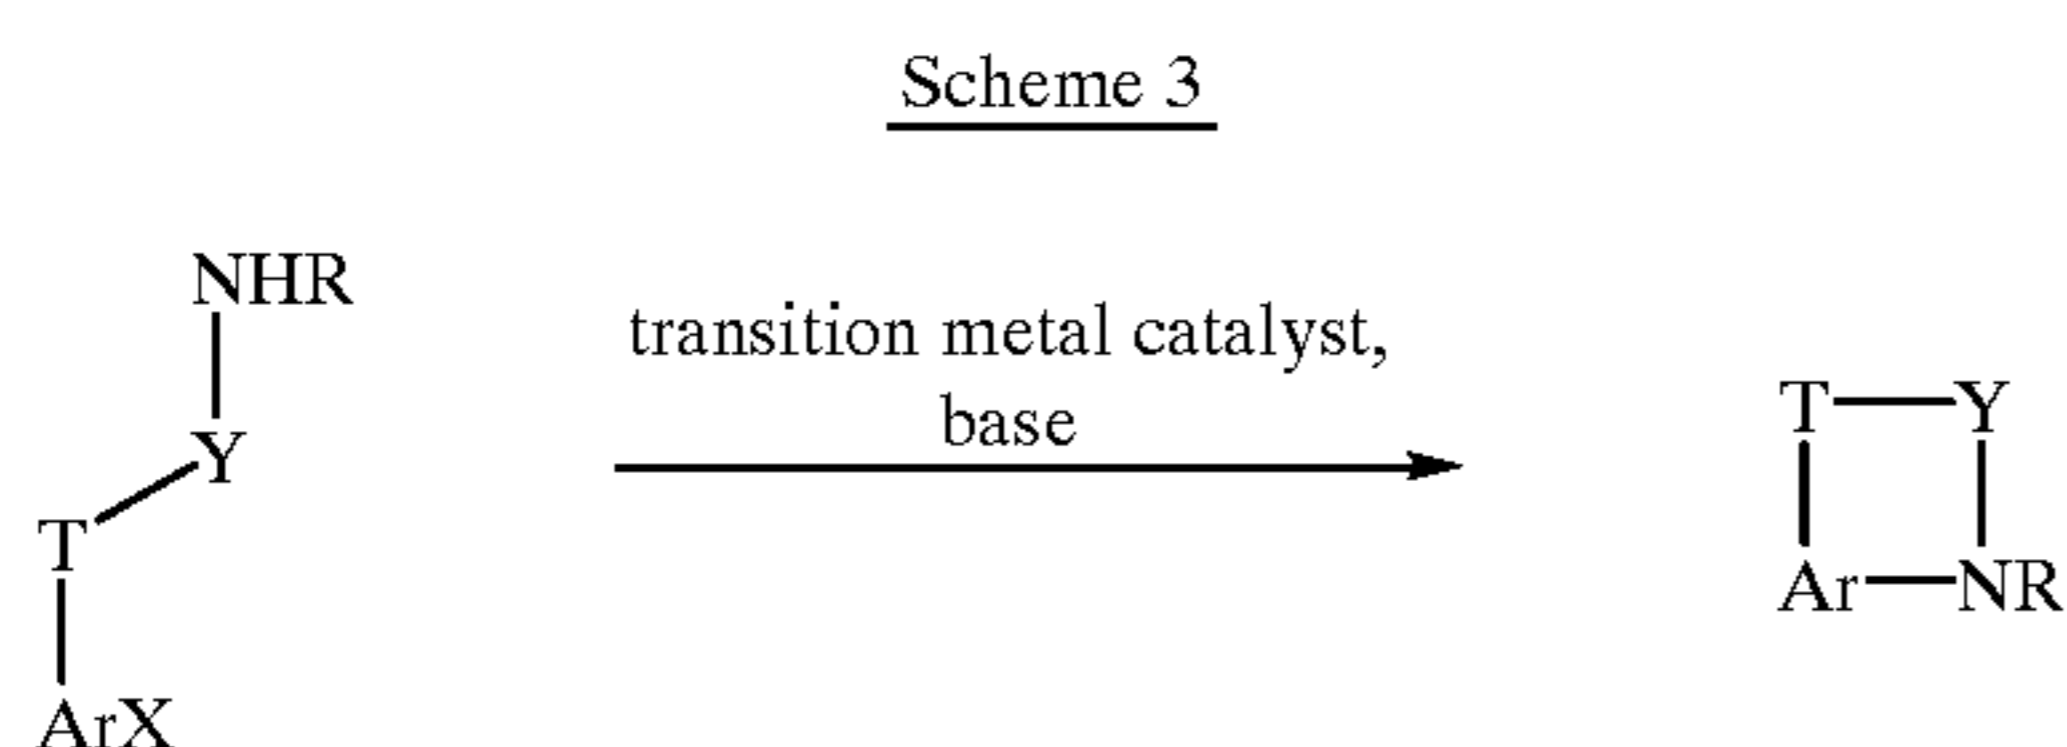 Scheme 3
NHR
Y
T
ArX
transition metal catalyst,
base
T Y
Ar NR